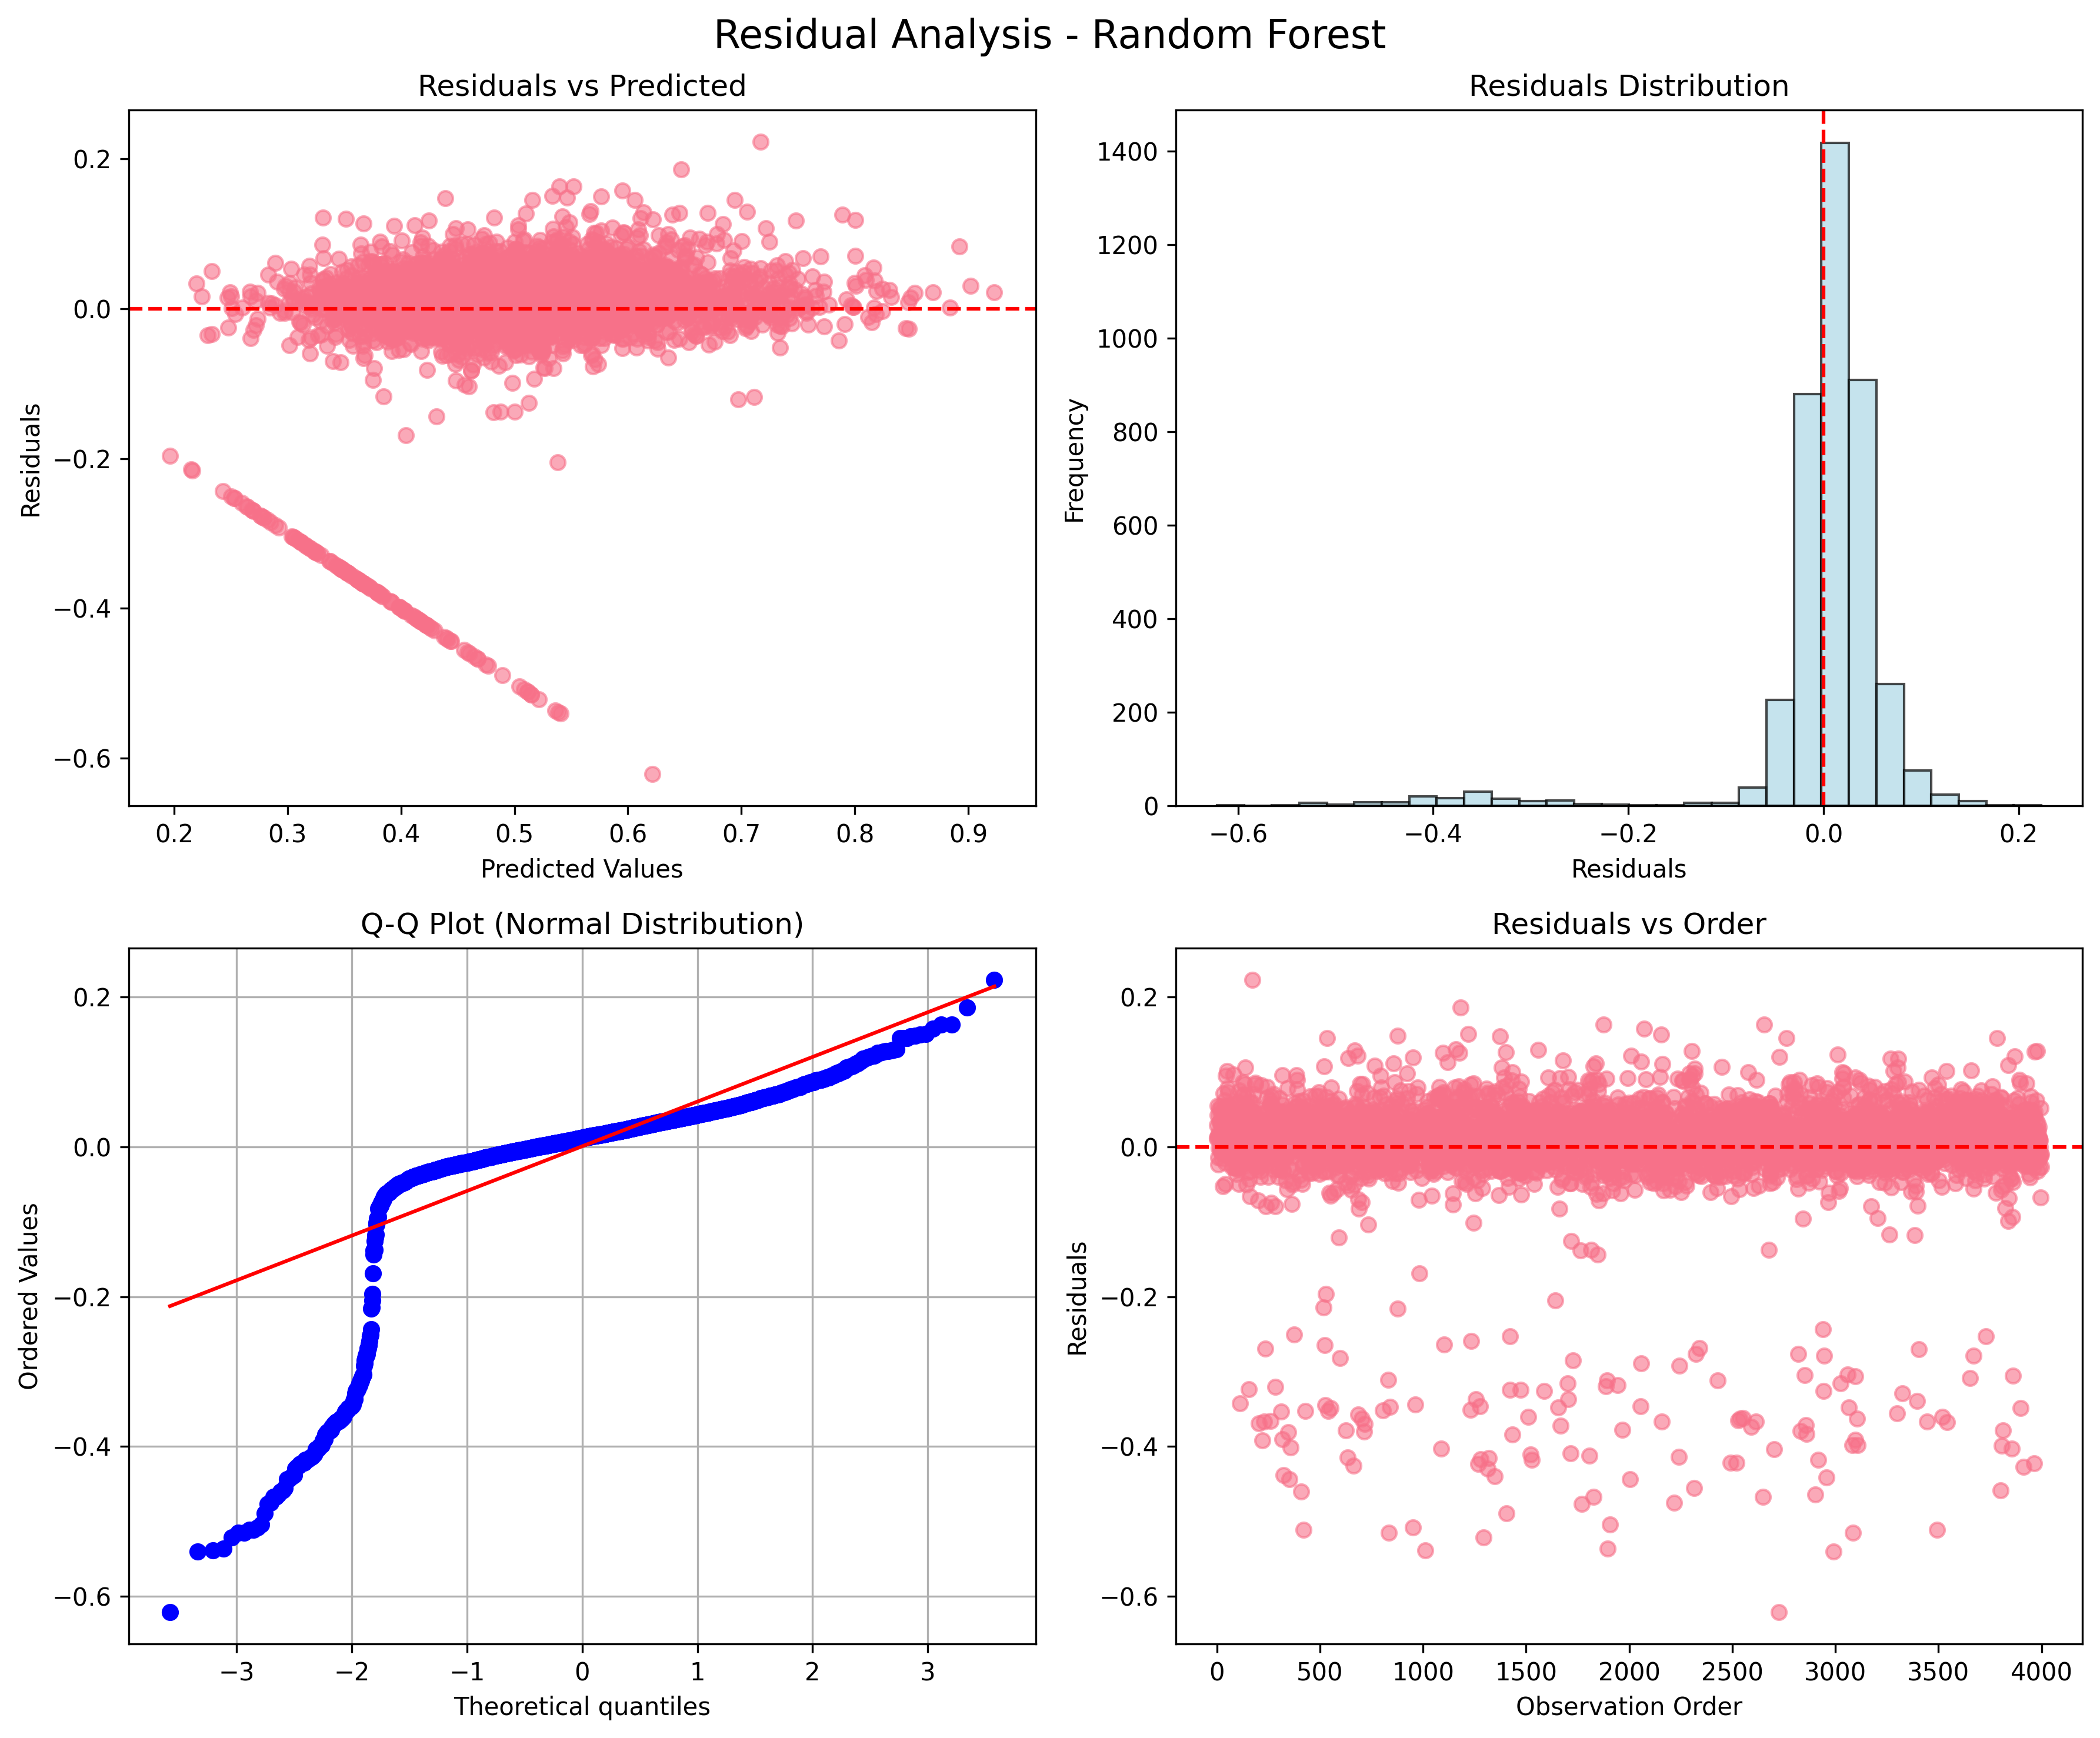 Residual Analysis - Random Forest
Residuals vs Predicted
0.2
0.0
−0.2
−0.4
−0.6
Residuals
0.2 0.3 0.4 0.5 0.6 0.7 0.8 0.9
Predicted Values
Residuals Distribution
1400
1200
1000
800
600
400
200
0
Frequency
−0.6 −0.4 −0.2 0.0 0.2
Residuals
Q-Q Plot (Normal Distribution)
0.2
0.0
−0.2
−0.4
−0.6
Ordered Values
−3 −2 −1 0 1 2 3
Theoretical quantiles
Residuals vs Order
0.2
0.0
−0.2
−0.4
−0.6
Residuals
0 500 1000 1500 2000 2500 3000 3500 4000
Observation Order